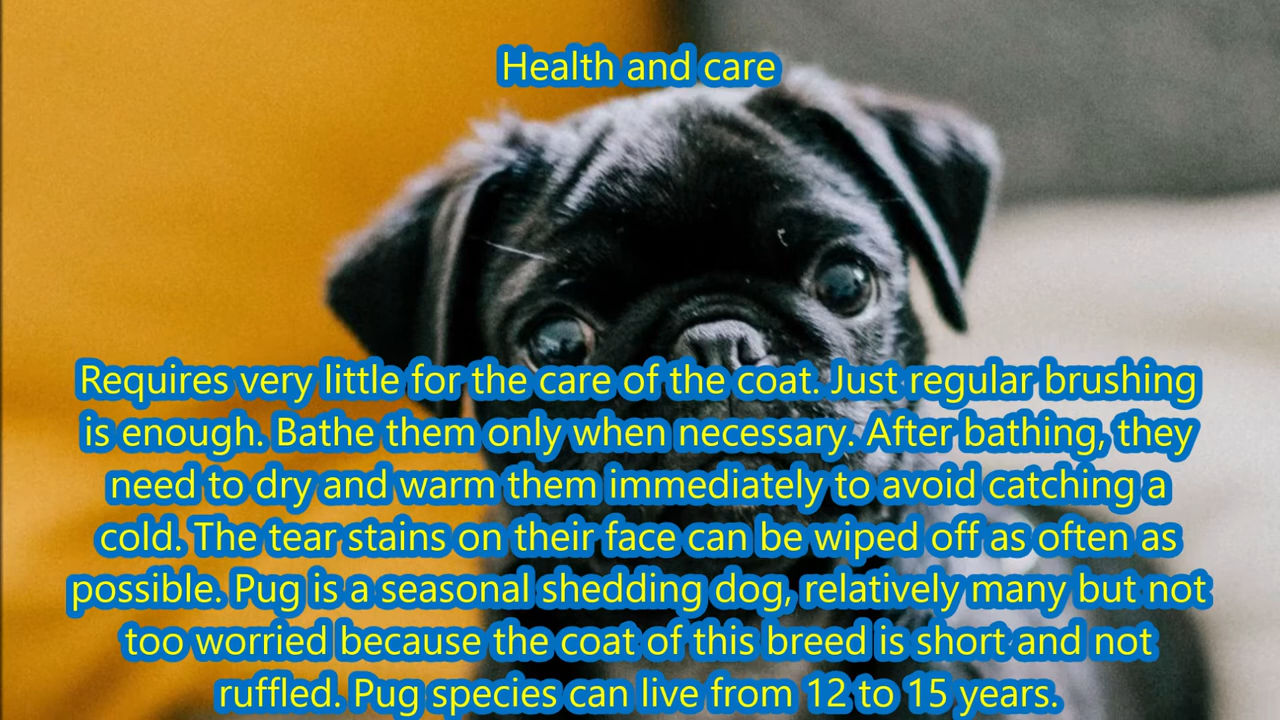 Health and care
Requires very little for the care of the coat. Just regular brushing
is enough. Bathe them only when necessary. After bathing, they
need to dry and warm them immediately to avoid catching a
cold. The tear stains on their face can be wiped off as often as
possible. Pug is a seasonal shedding dog, relatively many but not
too worried because the coat of this breed is short and not
ruffled. Pug species can live from 12 to 15 years.